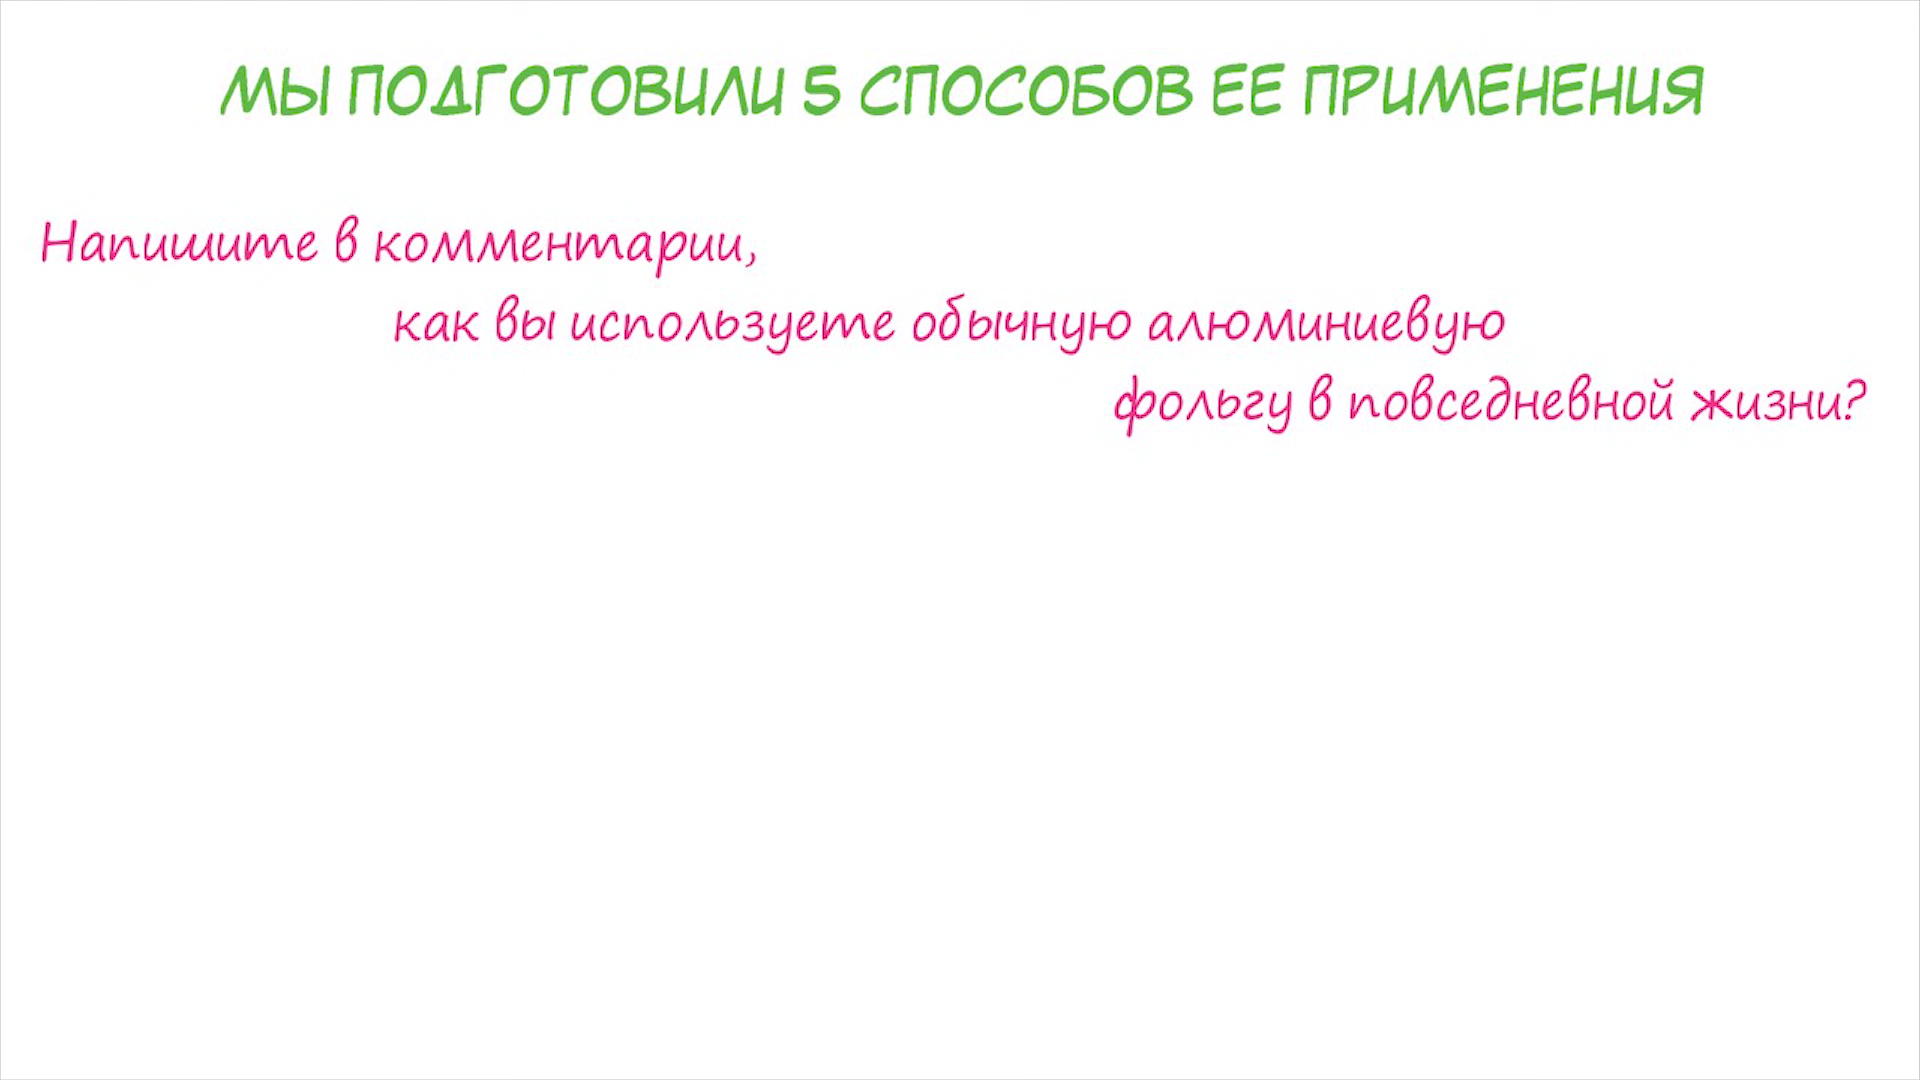 МЫ ПОДГОТОВИЛИ 5 СПОСОБОВ ЕЕ ПРИМЕНЕНИЯ
Напишите в комментарии,
как вы используете обычную алюминиевую
фольгу в повседневной жизни?